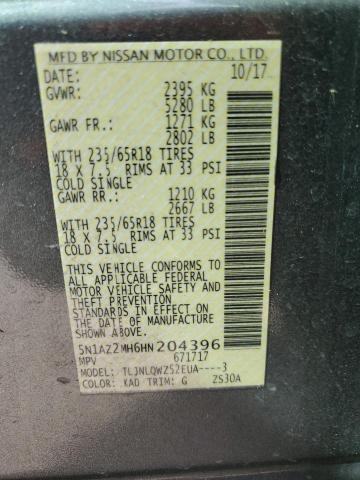 MFD BY NISSAN MOTOR CO., LTD.
DATE: 10/17
GVWR: 2395 KG
5280 LB
GAWR FR.: 1271 KG
2802 LB
WITH 235/65R18 TIRES
18 X 7.5 RIMS AT 33 PSI
COLD SINGLE
GAWR RR.: 1210 KG
2667 LB
WITH 235/65R18 TIRES
18 X 7.5 RIMS AT 33 PSI
COLD SINGLE
THIS VEHICLE CONFORMS TO
ALL APPLICABLE FEDERAL
MOTOR VEHICLE SAFETY
AND THEFT PREVENTION
STANDARDS IN EFFECT ON
THE DATE OF MANUFACTURE
SHOWN ABOVE.
5N1AZ2MH6HN204396
MPV 671717
MODEL: TLJNLQWZ52EUA----3
COLOR: KAD TRIM: G ZS30A